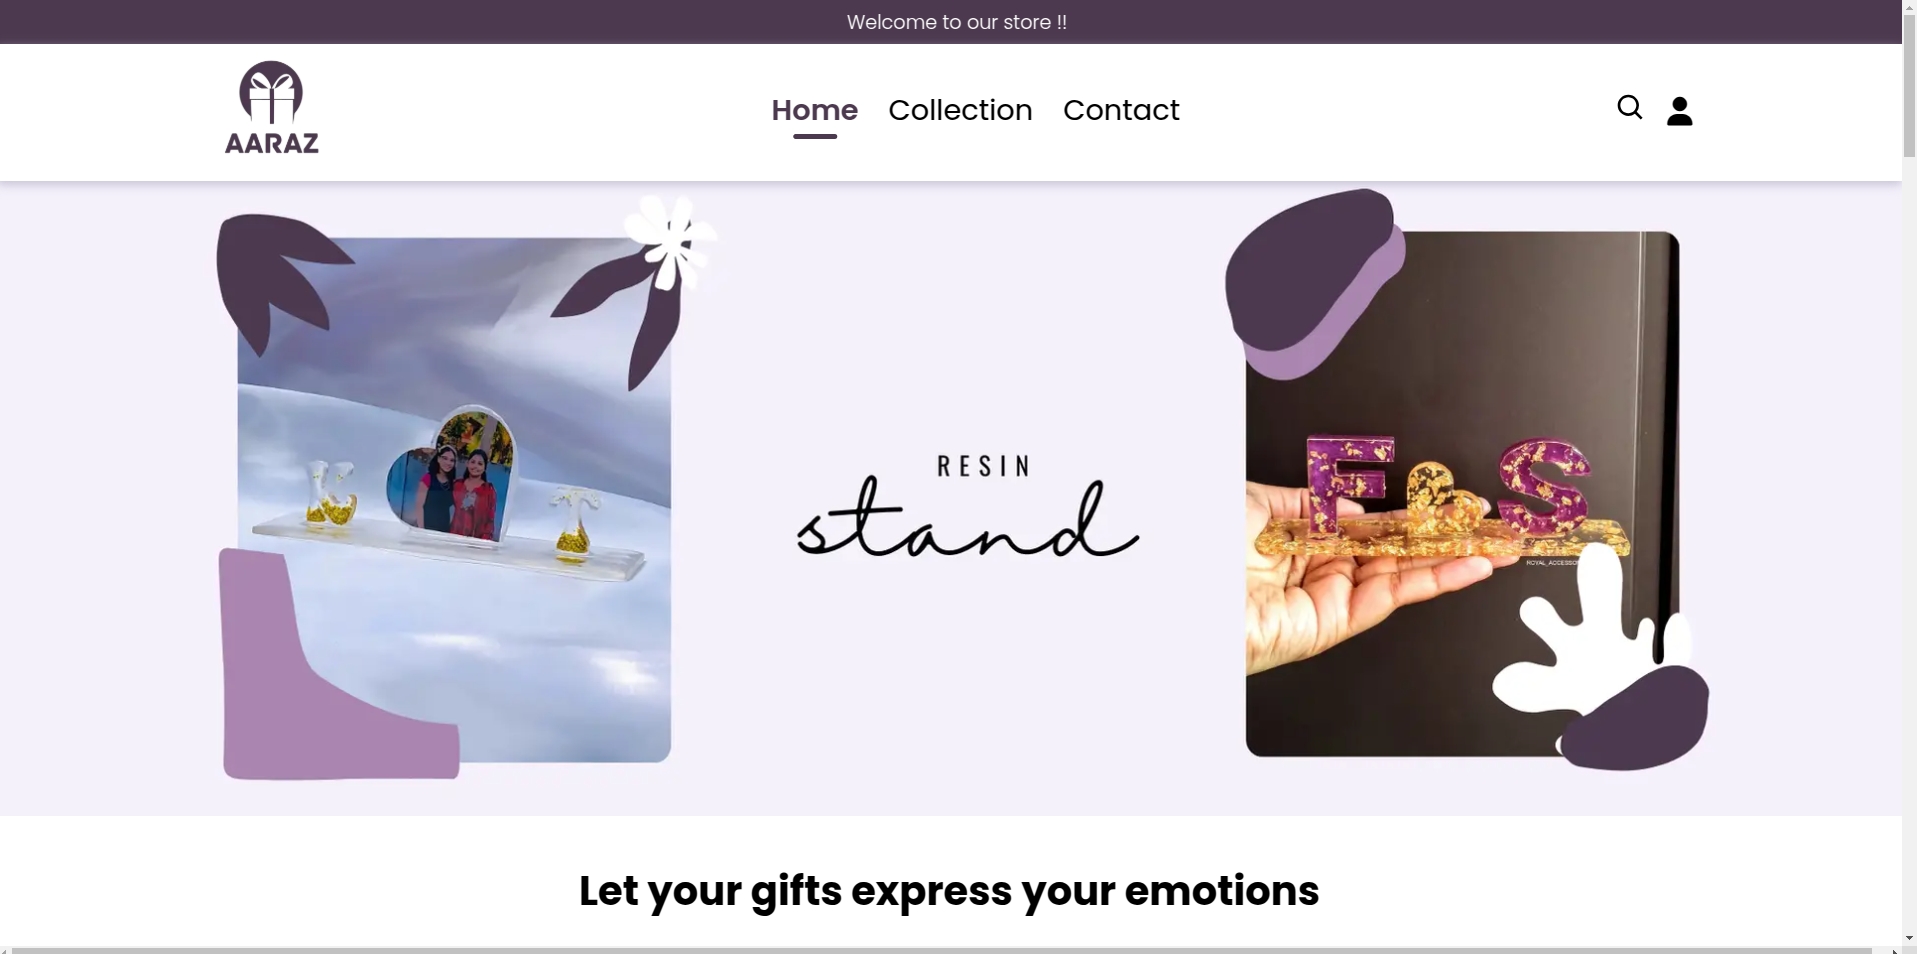 Welcome to our store !!
AARAZ
Home Collection Contact
RESIN
stand
K T
F & S
Let your gifts express your emotions